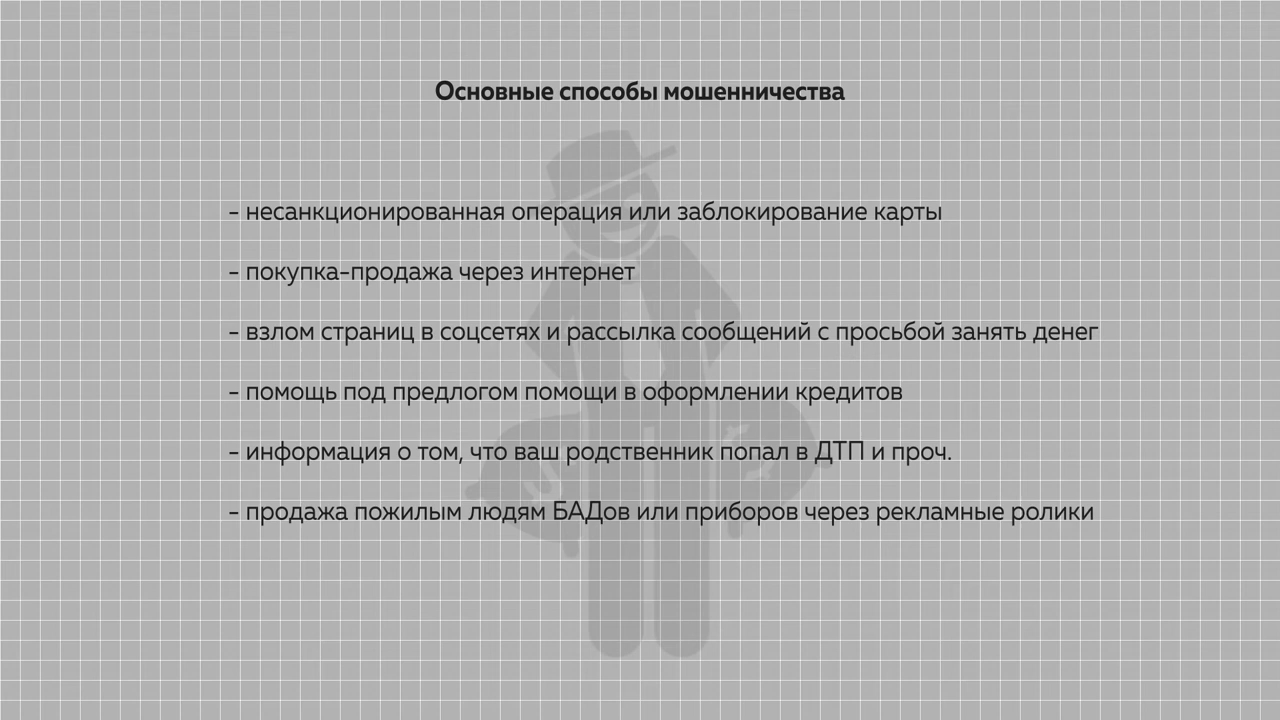 Основные способы мошенничества
- несанкционированная операция или заблокирование карты
- покупка-продажа через интернет
- взлом страниц в соцсетях и рассылка сообщений с просьбой занять денег
- помощь под предлогом помощи в оформлении кредитов
- информация о том, что ваш родственник попал в ДТП и проч.
- продажа пожилым людям БАДов или приборов через рекламные ролики